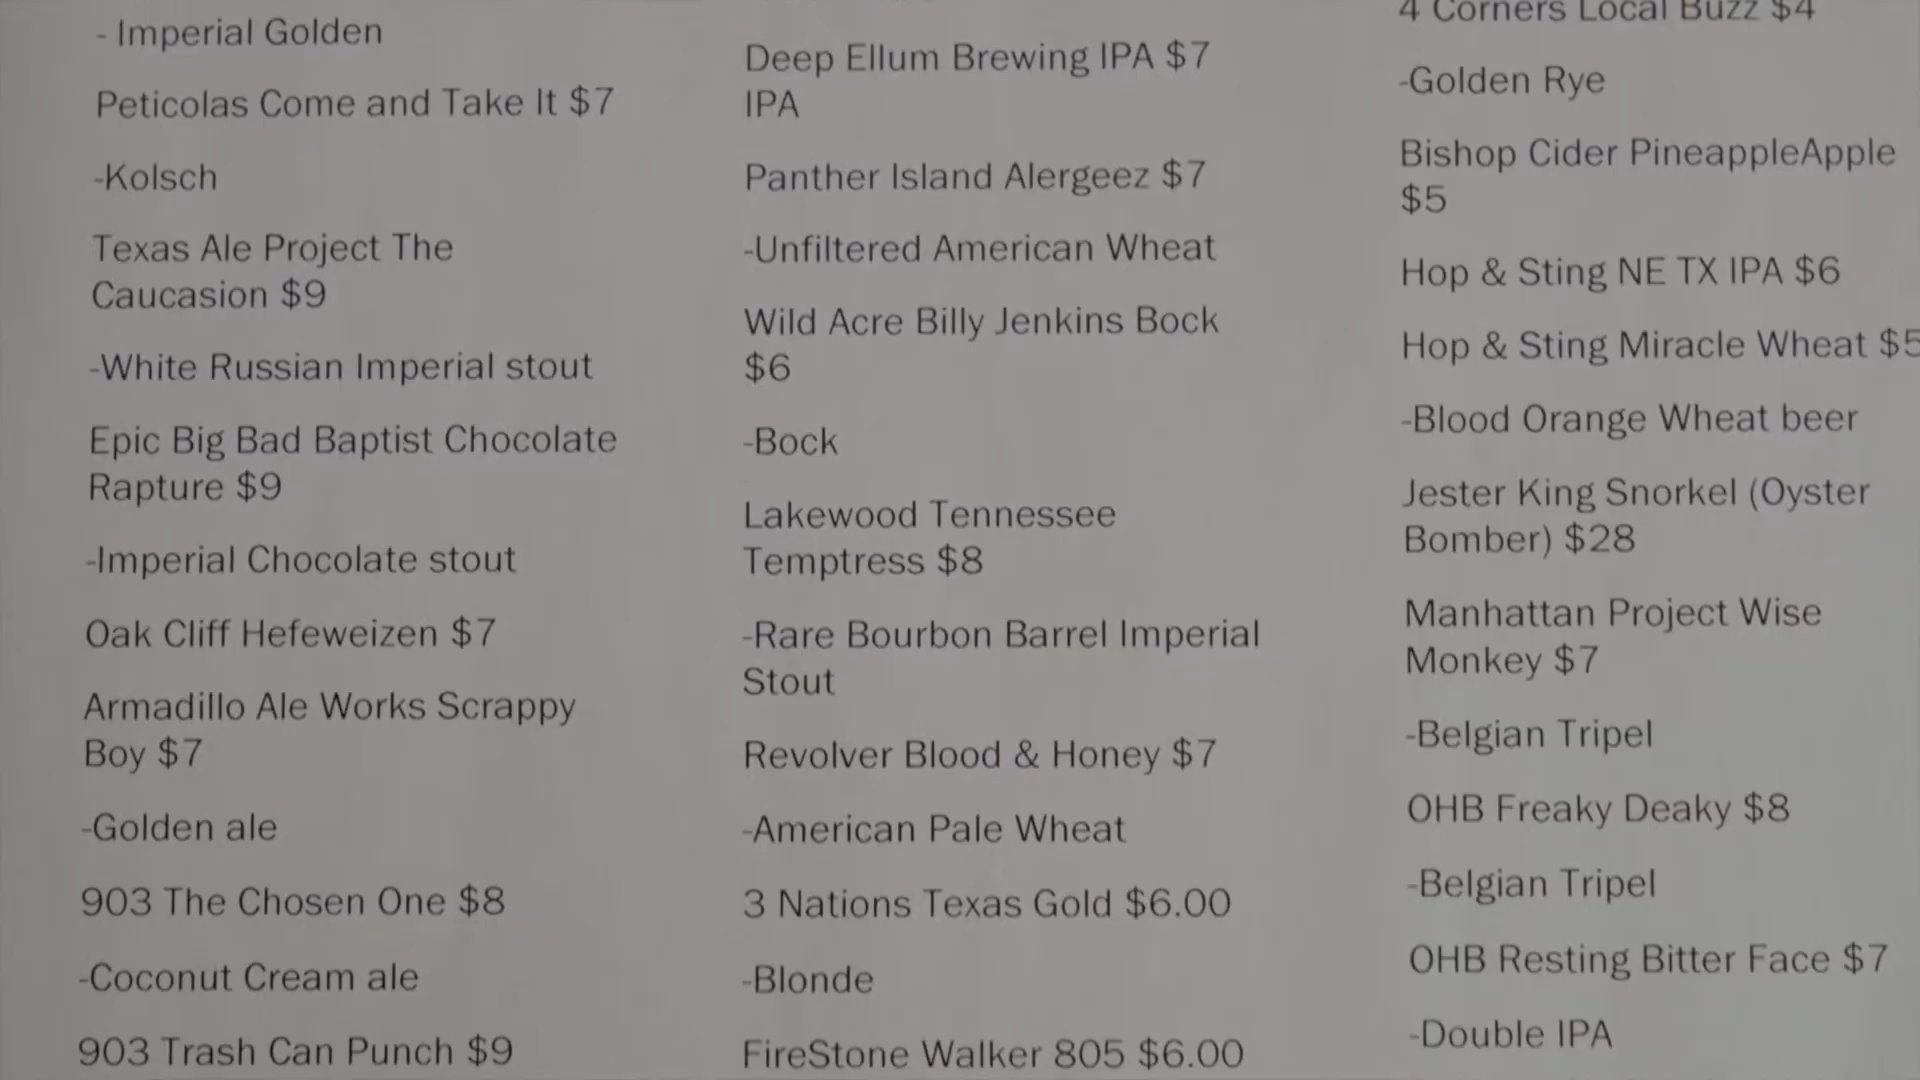 - Imperial Golden
Peticolas Come and Take It $7
-Kolsch
Texas Ale Project The
Caucasion $9
-White Russian Imperial stout
Epic Big Bad Baptist Chocolate
Rapture $9
-Imperial Chocolate stout
Oak Cliff Hefeweizen $7
Armadillo Ale Works Scrappy
Boy $7
-Golden ale
903 The Chosen One $8
-Coconut Cream ale
903 Trash Can Punch $9
Deep Ellum Brewing IPA $7
IPA
Panther Island Alergeez $7
-Unfiltered American Wheat
Wild Acre Billy Jenkins Bock
$6
-Bock
Lakewood Tennessee
Temptress $8
-Rare Bourbon Barrel Imperial
Stout
Revolver Blood & Honey $7
-American Pale Wheat
3 Nations Texas Gold $6.00
-Blonde
FireStone Walker 805 $6.00
4 Corners Local Buzz $4
-Golden Rye
Bishop Cider PineappleApple
$5
Hop & Sting NE TX IPA $6
Hop & Sting Miracle Wheat $5
-Blood Orange Wheat beer
Jester King Snorkel (Oyster
Bomber) $28
Manhattan Project Wise
Monkey $7
-Belgian Tripel
OHB Freaky Deaky $8
-Belgian Tripel
OHB Resting Bitter Face $7
-Double IPA